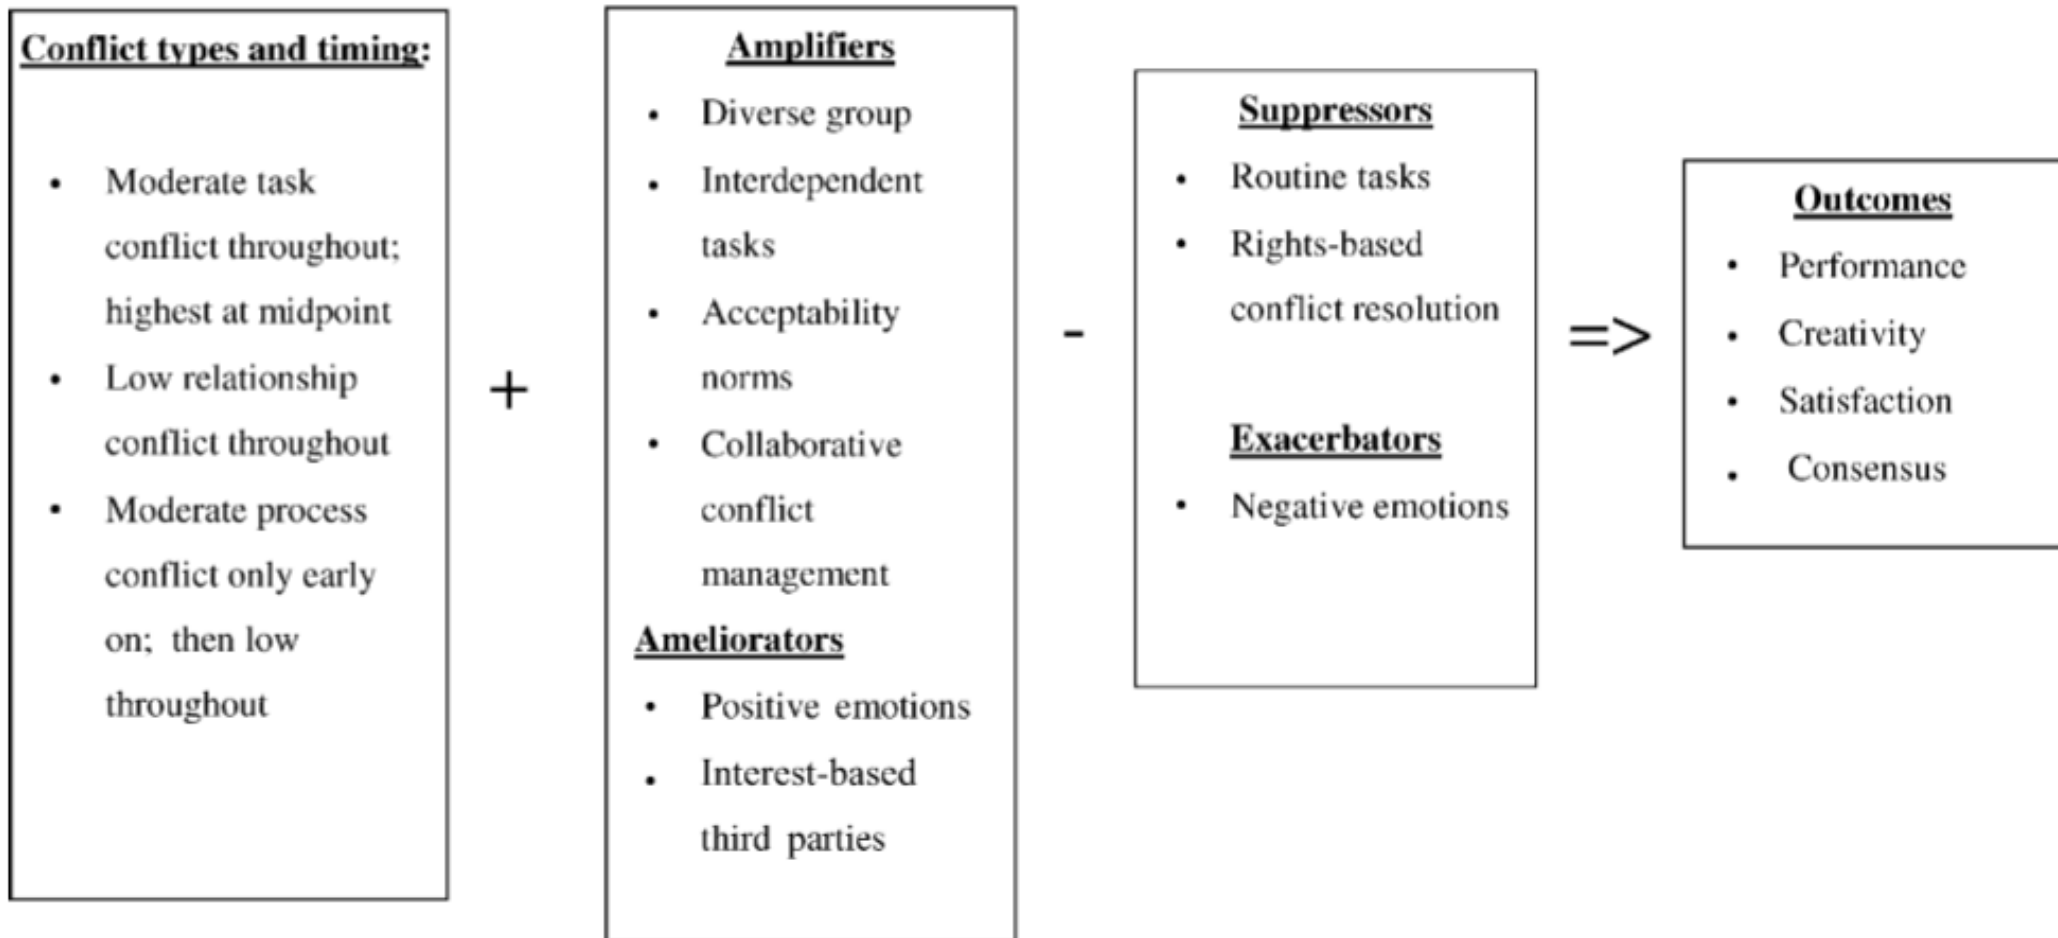 Conflict types and timing:
• Moderate task
conflict throughout;
highest at midpoint
• Low relationship
conflict throughout
• Moderate process
conflict only early
on; then low
throughout
+
Amplifiers
• Diverse group
• Interdependent
tasks
• Acceptability
norms
• Collaborative
conflict
management
Ameliorators
• Positive emotions
• Interest-based
third parties
-
Suppressors
• Routine tasks
• Rights-based
conflict resolution
Exacerbators
• Negative emotions
=>
Outcomes
• Performance
• Creativity
• Satisfaction
• Consensus